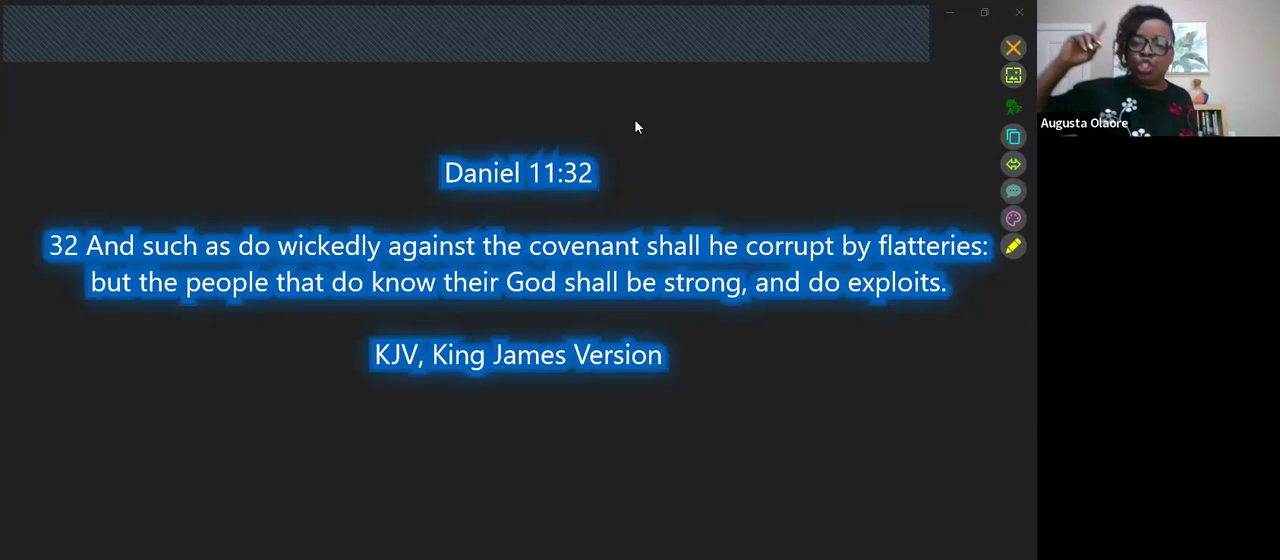 Daniel 11:32
32 And such as do wickedly against the covenant shall he corrupt by flatteries:
but the people that do know their God shall be strong, and do exploits.
KJV, King James Version
Augusta Olaore